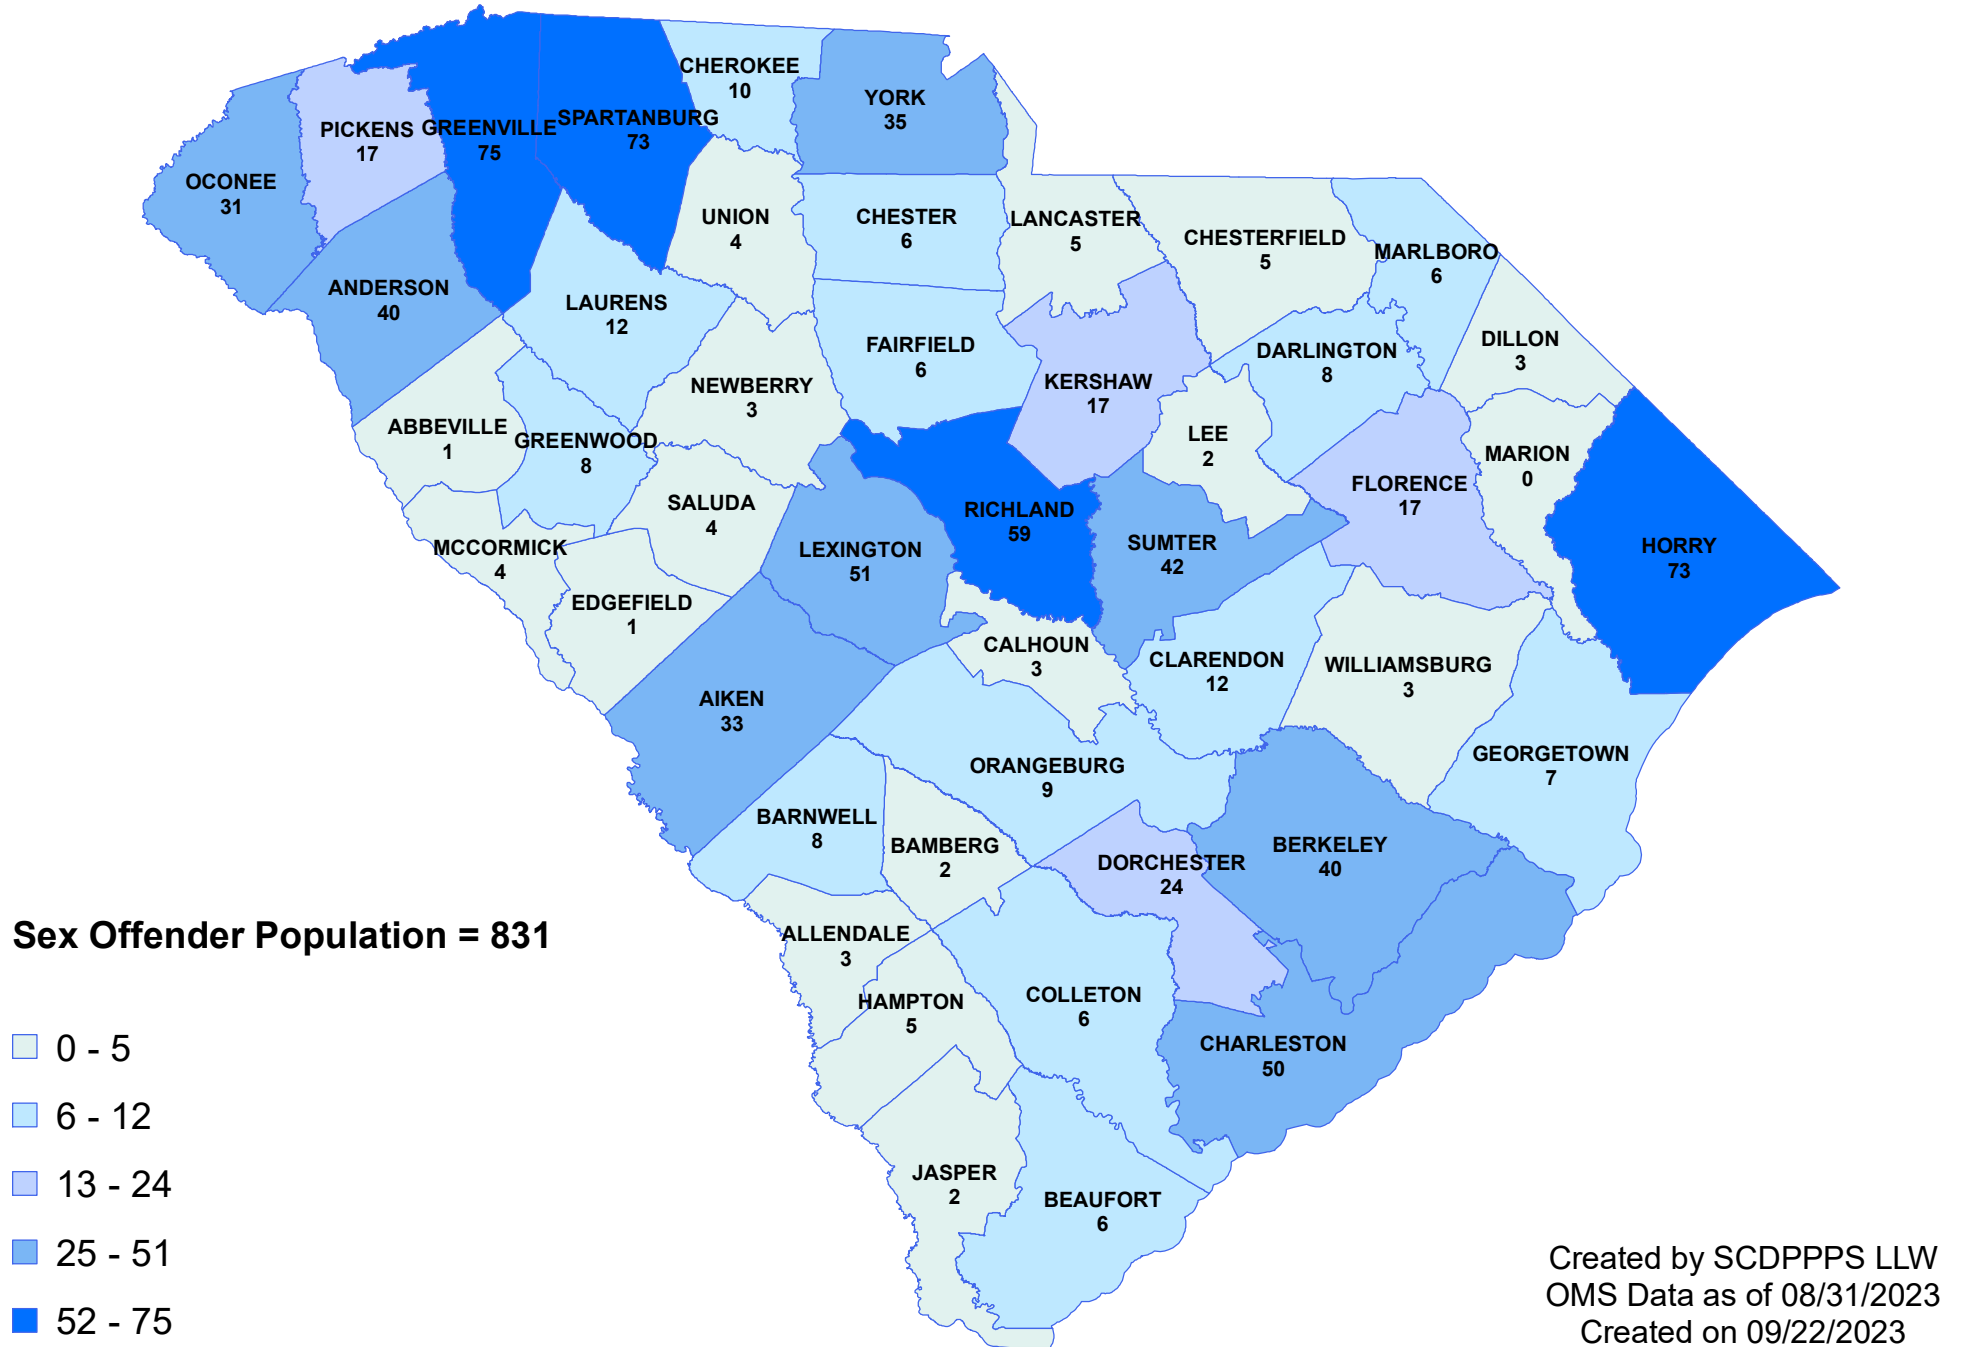 CHEROKEE
10
YORK
35
PICKENS
17
GREENVILLE
75
SPARTANBURG
73
OCONEE
31
UNION
4
CHESTER
6
LANCASTER
5
CHESTERFIELD
5
MARLBORO
6
ANDERSON
40
LAURENS
12
FAIRFIELD
6
DARLINGTON
8
DILLON
3
NEWBERRY
3
KERSHAW
17
ABBEVILLE
1
GREENWOOD
8
LEE
2
MARION
0
SALUDA
4
RICHLAND
59
FLORENCE
17
MCCORMICK
4
LEXINGTON
51
SUMTER
42
HORRY
73
EDGEFIELD
1
CALHOUN
3
CLARENDON
12
WILLIAMSBURG
3
AIKEN
33
ORANGEBURG
9
GEORGETOWN
7
BARNWELL
8
BAMBERG
2
DORCHESTER
24
BERKELEY
40
ALLENDALE
3
HAMPTON
5
COLLETON
6
CHARLESTON
50
JASPER
2
BEAUFORT
6
Sex Offender Population = 831
0 - 5
6 - 12
13 - 24
25 - 51
52 - 75
Created by SCDPPPS LLW
OMS Data as of 08/31/2023
Created on 09/22/2023